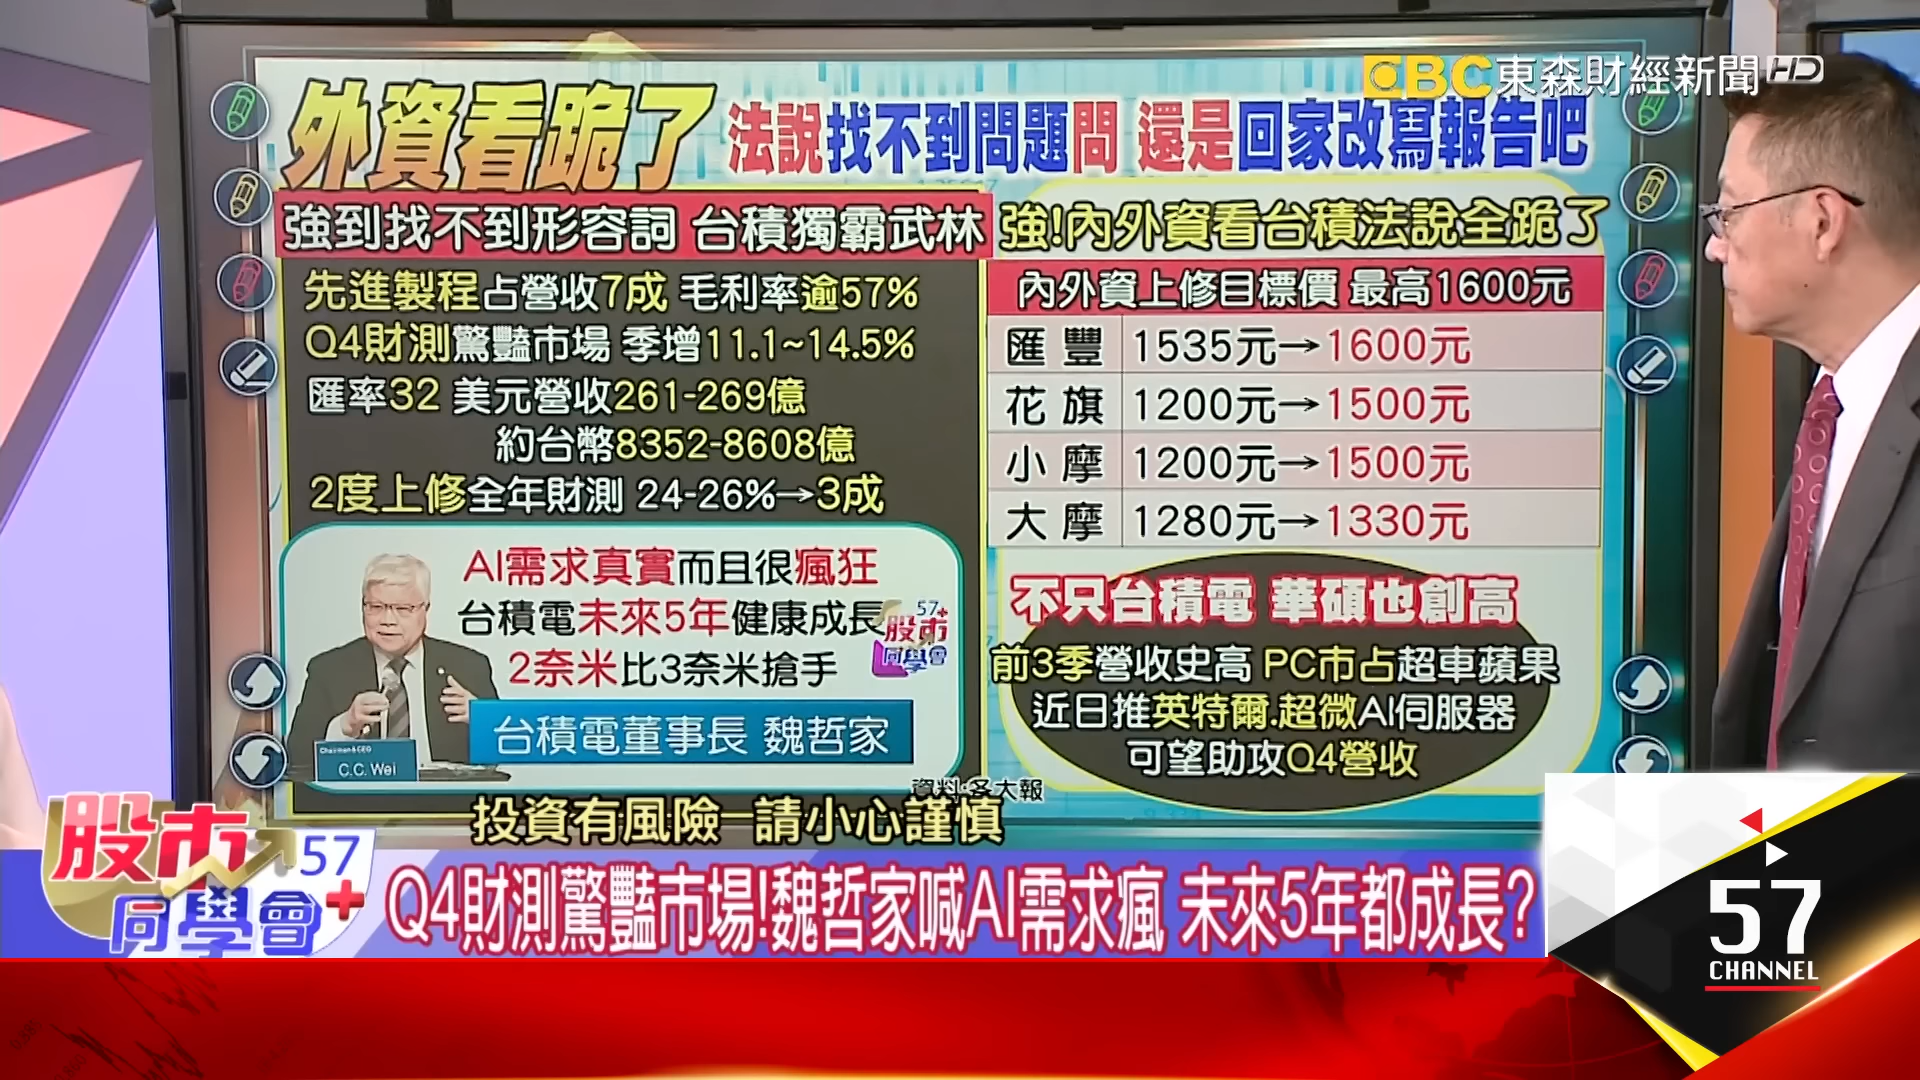 EBC東森財經新聞HD
外資看跪了 法說找不到問題問 還是回家改寫報告吧
強到找不到形容詞 台積獨霸武林
先進製程占營收7成 毛利率逾57%
Q4財測驚豔市場 季增11.1~14.5%
匯率32 美元營收261-269億
約台幣8352-8608億
2度上修全年財測 24-26%→3成
AI需求真實而且很瘋狂
台積電未來5年健康成長
2奈米比3奈米搶手
57+
股市
同學會
台積電董事長 魏哲家
Chairman & CEO
C.C. Wei
強!內外資看台積法說全跪了
內外資上修目標價 最高1600元
匯豐 1535元→1600元
花旗 1200元→1500元
小摩 1200元→1500元
大摩 1280元→1330元
不只台積電 華碩也創高
前3季營收史高 PC市占超車蘋果
近日推英特爾.超微AI伺服器
可望助攻Q4營收
資料:各大報
投資有風險 請小心謹慎
股市57
同學會+
Q4財測驚豔市場!魏哲家喊AI需求瘋 未來5年都成長?
57
CHANNEL